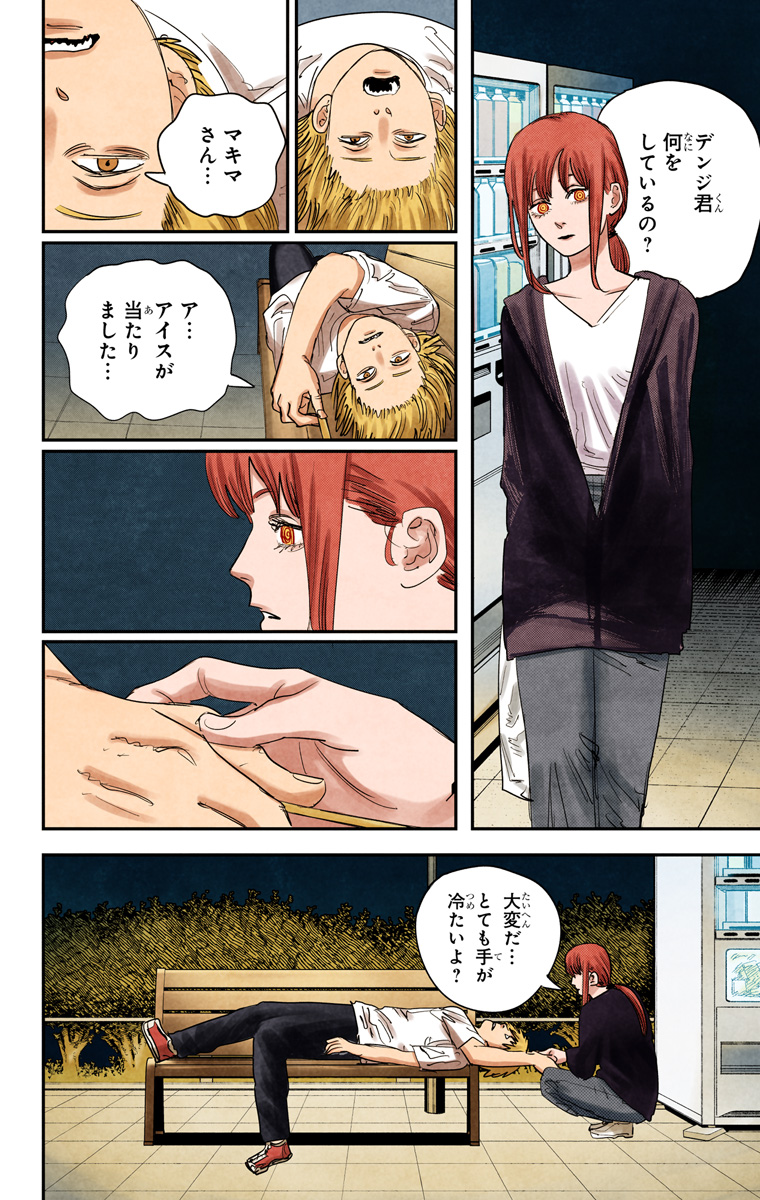 デンジ君
何を
しているの?
マキマ
さん…
ア…
アイスが
当たり
ました…
大変だ…
とても手が
冷たいよ?